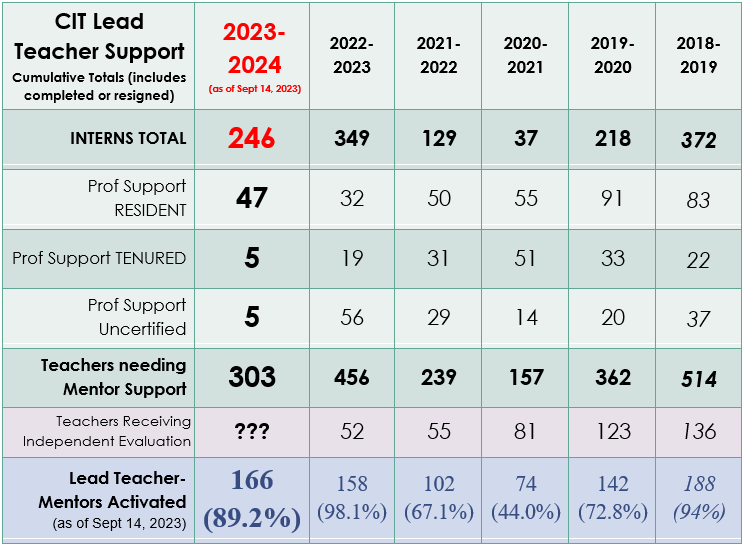 CIT Lead
Teacher Support
Cumulative Totals (includes
completed or resigned)
2023-
2024
(as of Sept 14, 2023)
2022-
2023
2021-
2022
2020-
2021
2019-
2020
2018-
2019
INTERNS TOTAL 246 349 129 37 218 372
Prof Support
RESIDENT 47 32 50 55 91 83
Prof Support TENURED 5 19 31 51 33 22
Prof Support
Uncertified 5 56 29 14 20 37
Teachers needing
Mentor Support 303 456 239 157 362 514
Teachers Receiving
Independent Evaluation ??? 52 55 81 123 136
Lead Teacher-
Mentors Activated
(as of Sept 14, 2023)
166
(89.2%)
158
(98.1%)
102
(67.1%)
74
(44.0%)
142
(72.8%)
188
(94%)